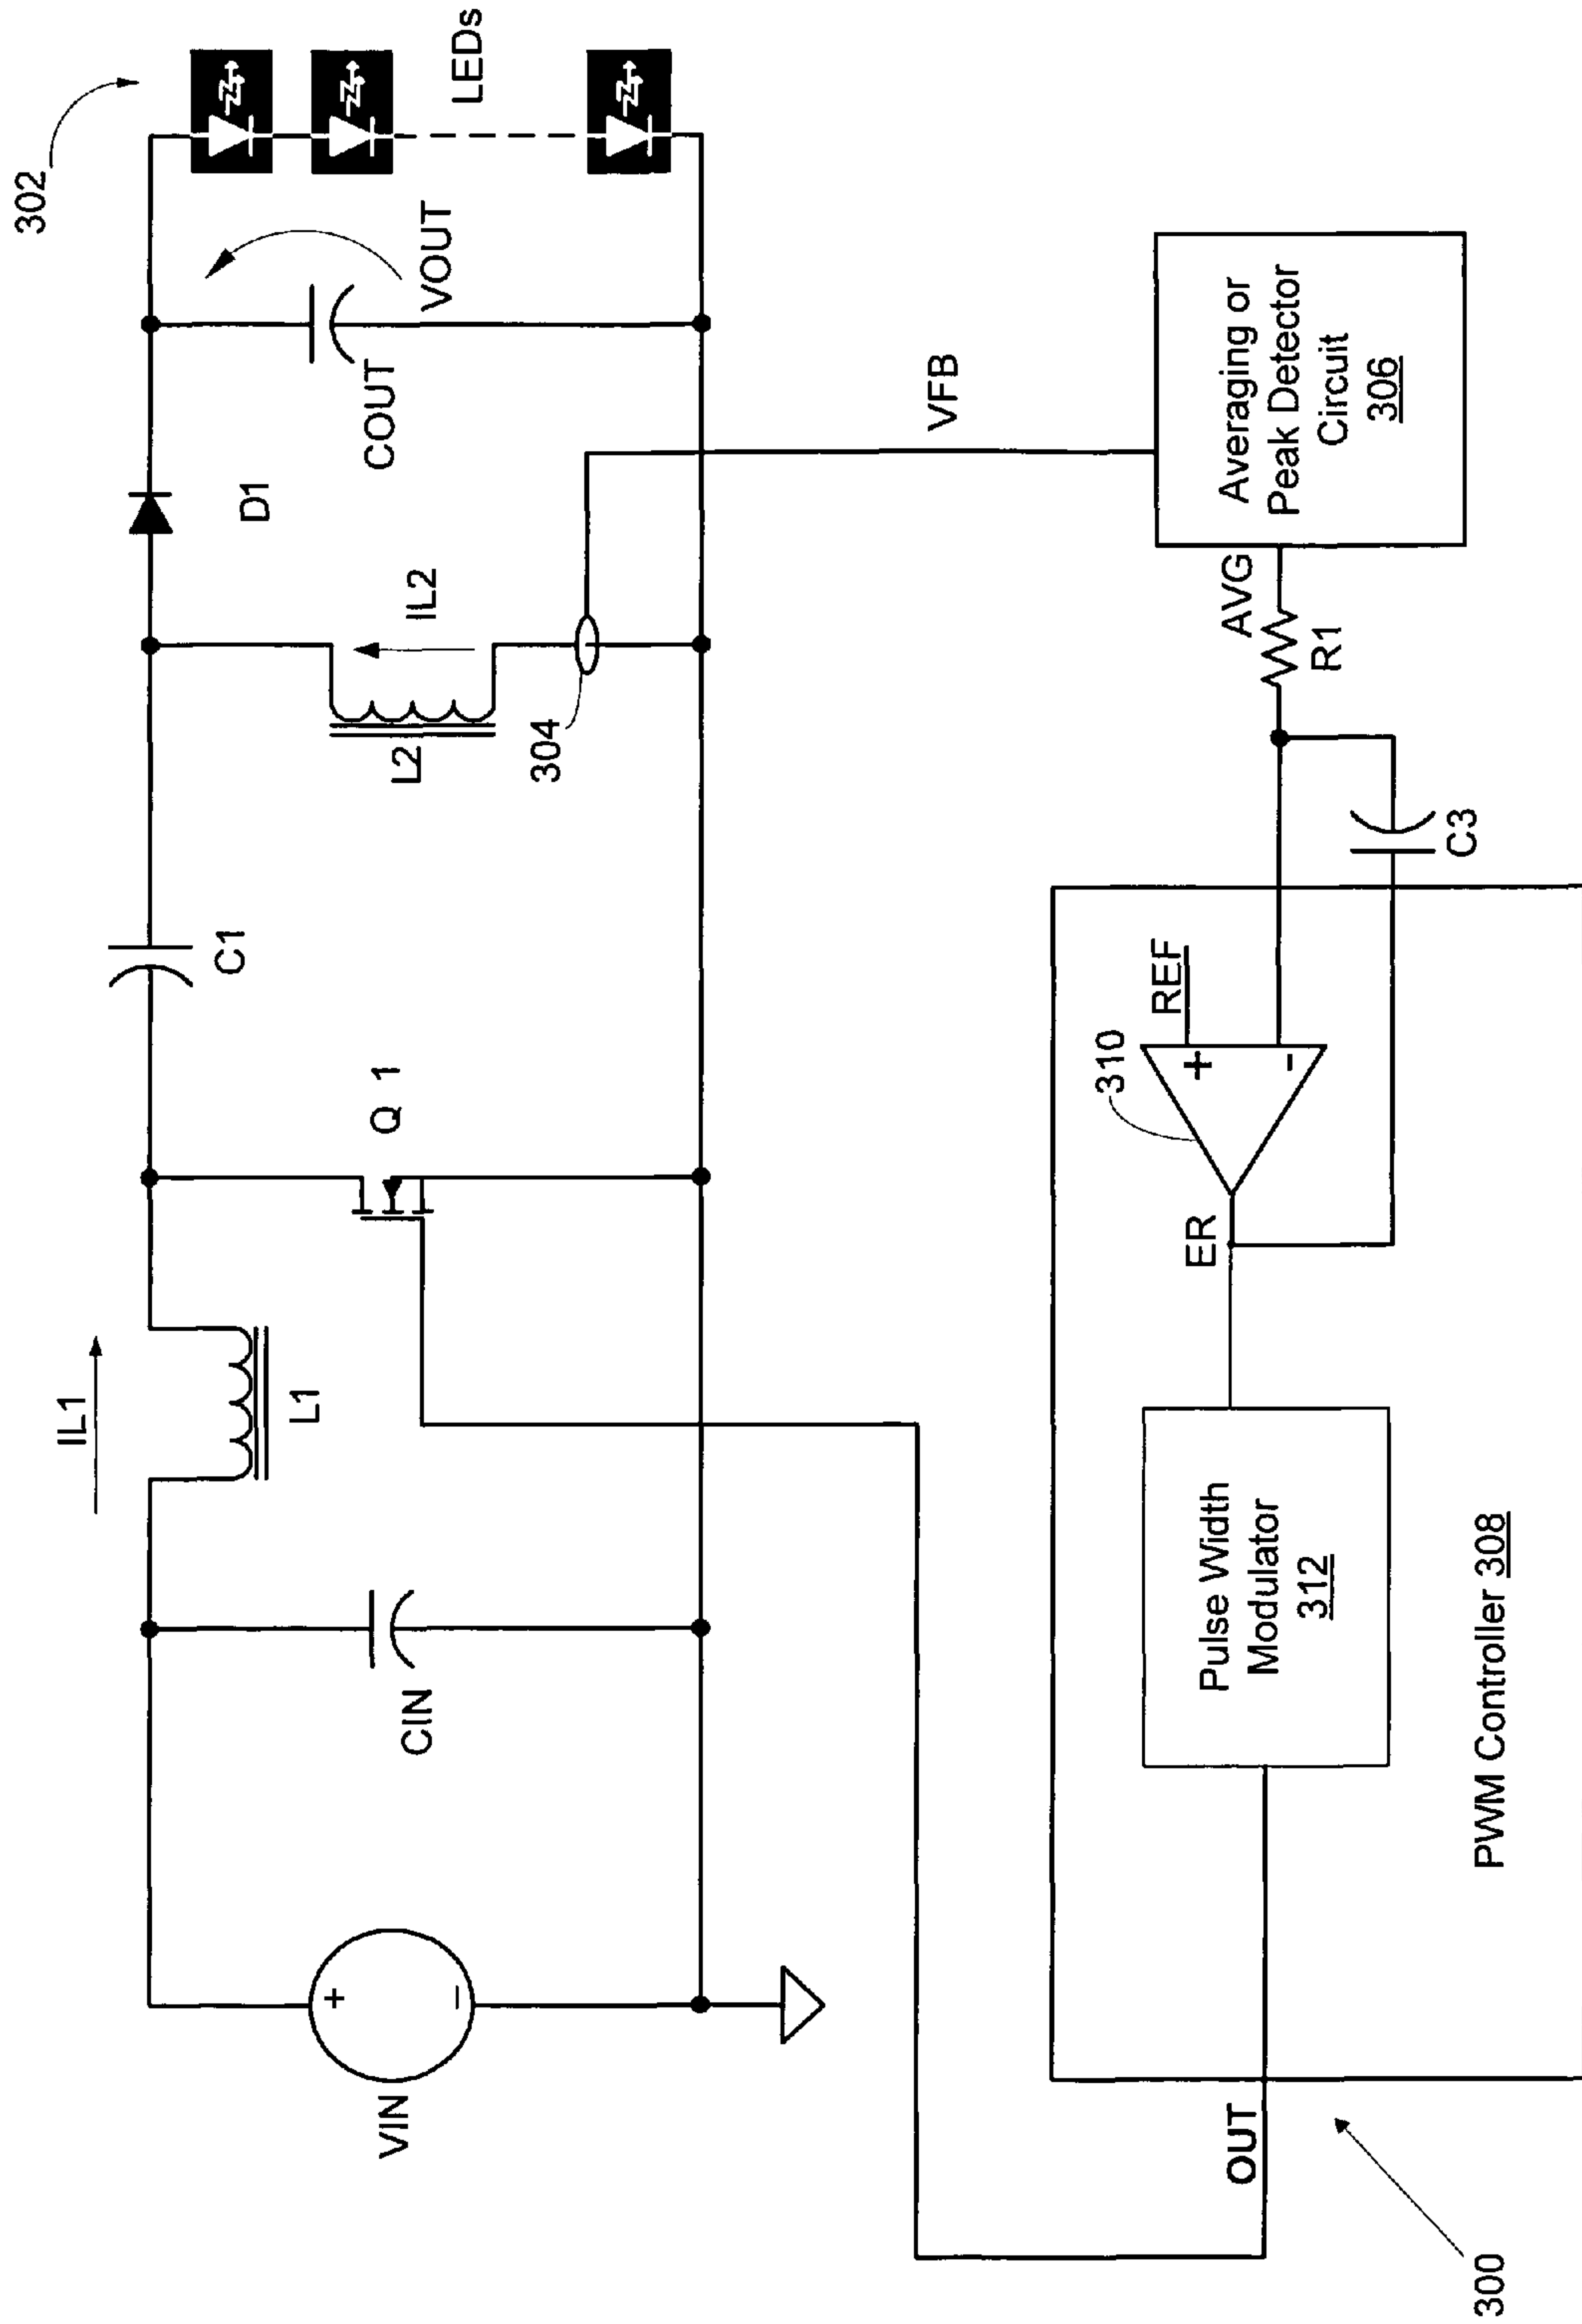 302
IL1
L1
C1
D1
LEDs
Q 1
L2
IL2
COUT
VOUT
VIN
+
–
CIN
304
VFB
310
REF
+
-
ER
AVG
R1
C3
Averaging or
Peak Detector
Circuit
306
Pulse Width
Modulator
312
OUT
PWM Controller 308
300